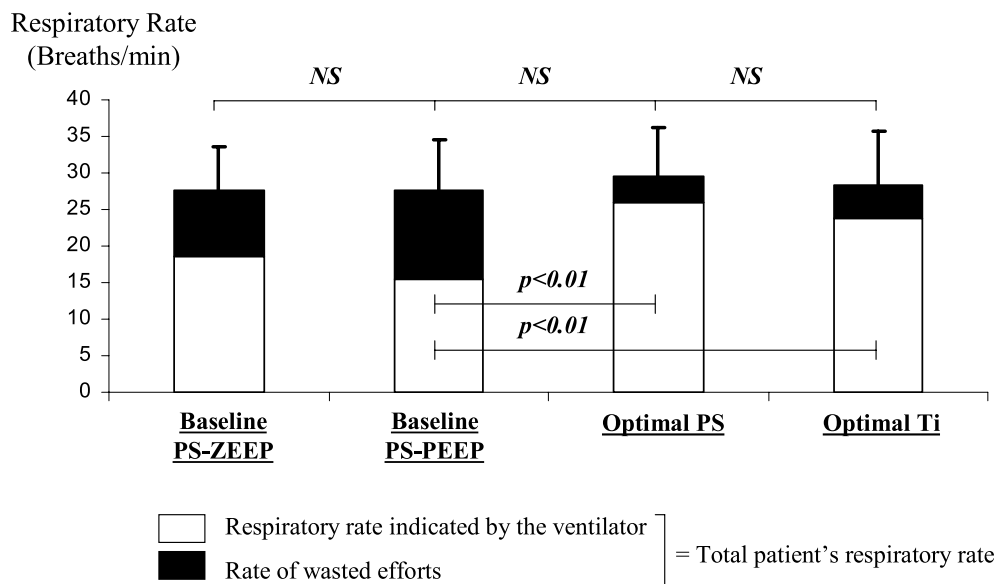 Respiratory Rate
(Breaths/min)
NS NS NS
40
35
30
25
20
15
10
5
0
p<0.01
p<0.01
Baseline
PS-ZEEP
Baseline
PS-PEEP
Optimal PS
Optimal Ti
Respiratory rate indicated by the ventilator
Rate of wasted efforts
= Total patient's respiratory rate